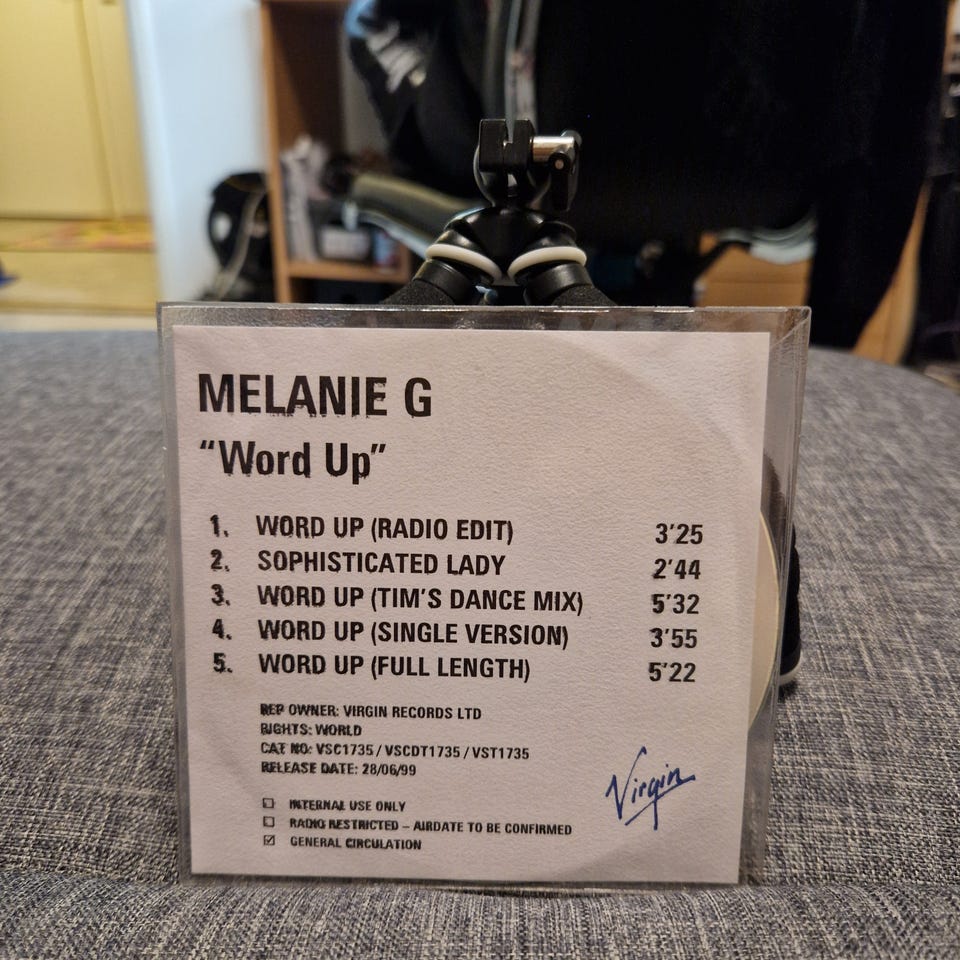 MELANIE G
“Word Up”
1. WORD UP (RADIO EDIT) 3’25
2. SOPHISTICATED LADY 2’44
3. WORD UP (TIM’S DANCE MIX) 5’32
4. WORD UP (SINGLE VERSION) 3’55
5. WORD UP (FULL LENGTH) 5’22
REP OWNER: VIRGIN RECORDS LTD
RIGHTS: WORLD
CAT NO: VSC1735 / VSCDT1735 / VST1735
RELEASE DATE: 28/06/99
Virgin
INTERNAL USE ONLY
RADIO RESTRICTED – AIRDATE TO BE CONFIRMED
GENERAL CIRCULATION